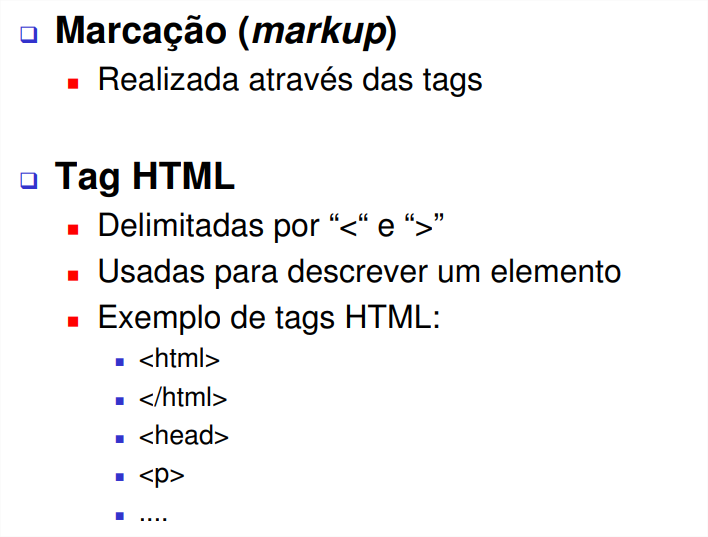 Marcação (markup)
Realizada através das tags
Tag HTML
Delimitadas por “<“ e “>”
Usadas para descrever um elemento
Exemplo de tags HTML:
<html>
</html>
<head>
<p>
....